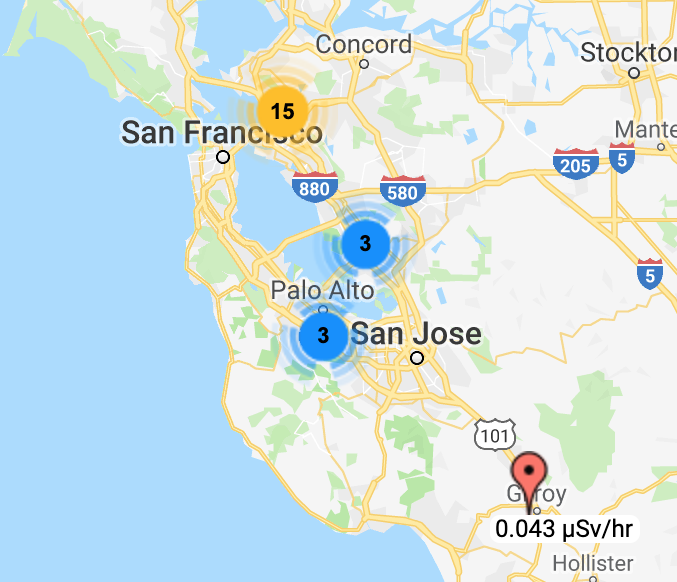 Concord
Stockton
15
San Francisco
Mante
205
5
880
580
3
5
Palo Alto
3
San Jose
101
Gilroy
0.043 µSv/hr
Hollister